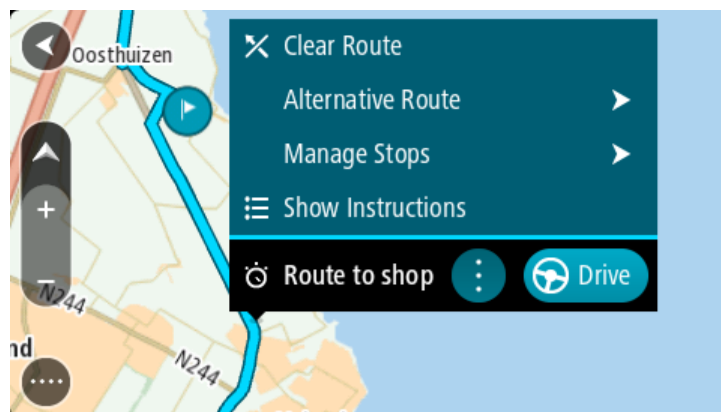 Oosthuizen
Clear Route
Alternative Route
Manage Stops
Show Instructions
Route to shop
Drive
N244
nd
N244